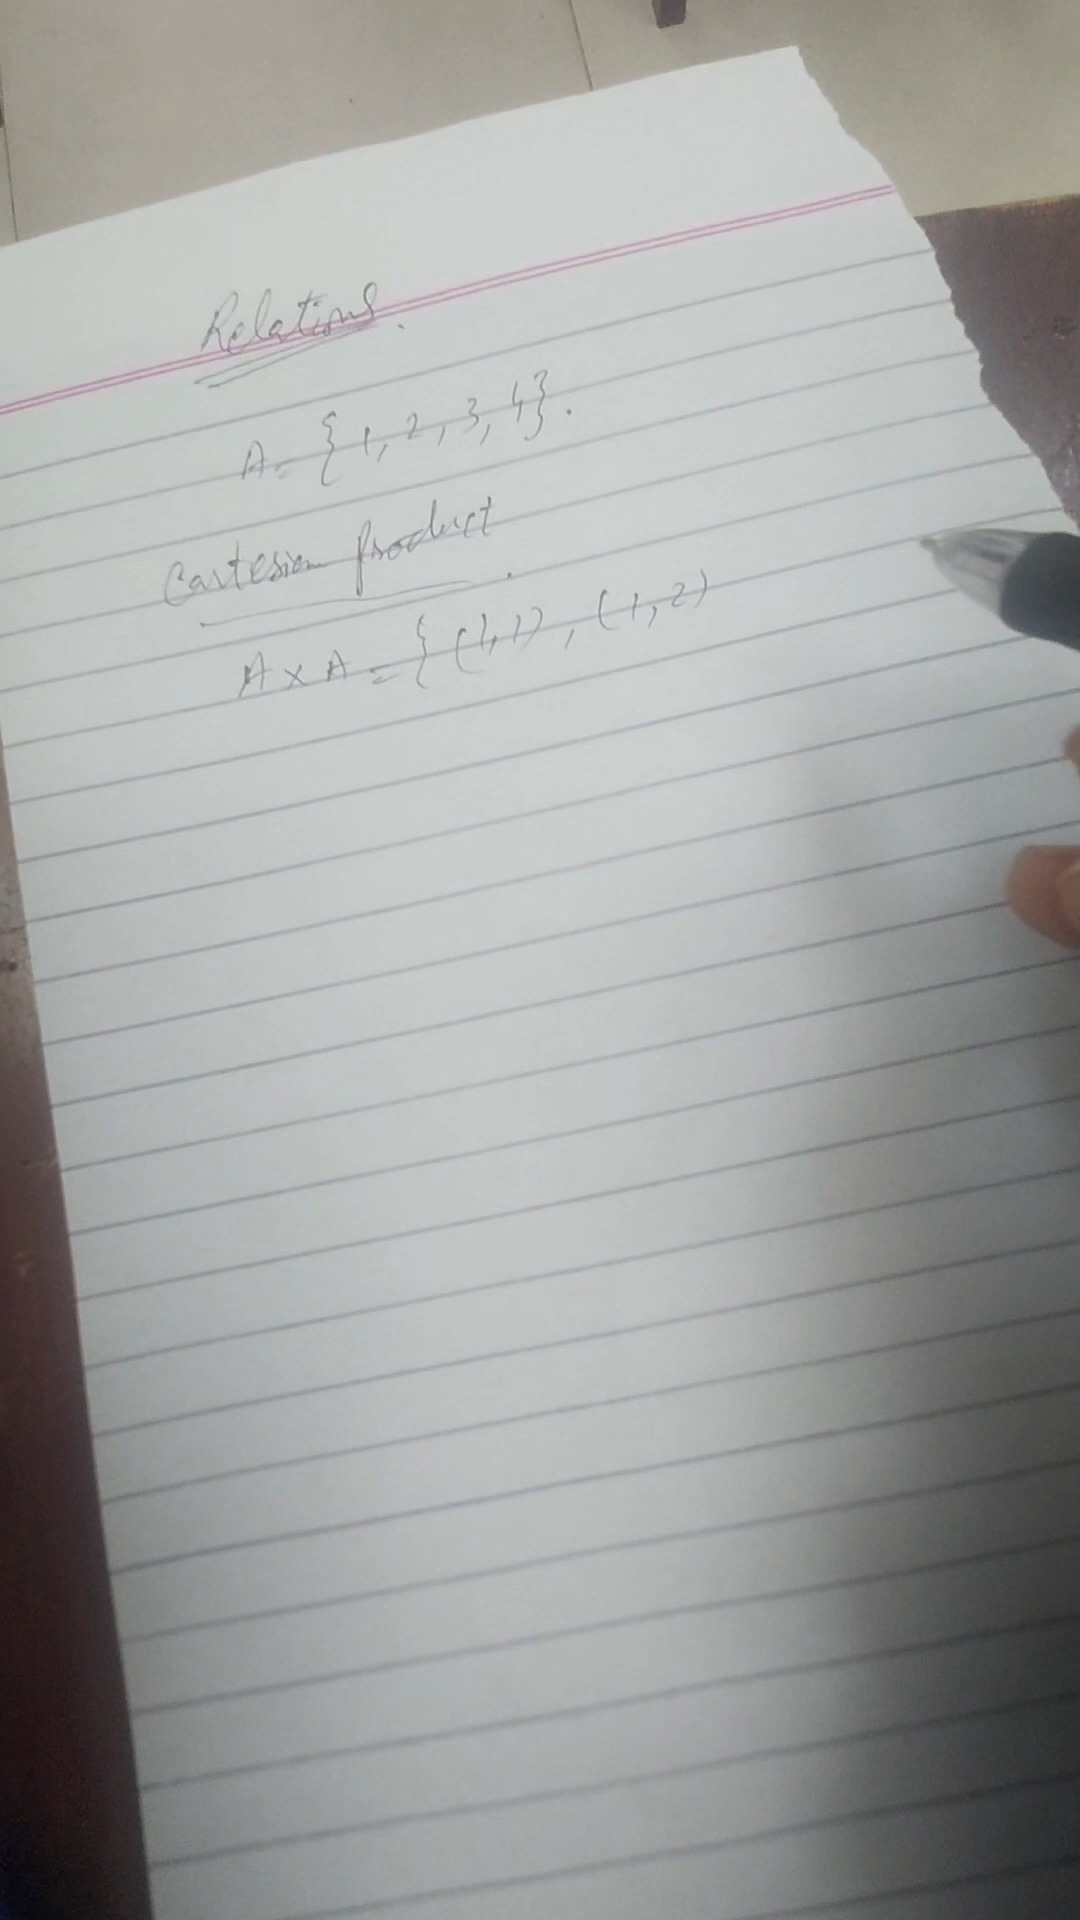 Relations.
A = {1, 2, 3, 4}.
Cartesian Product.
A × A = {(1,1), (1,2)